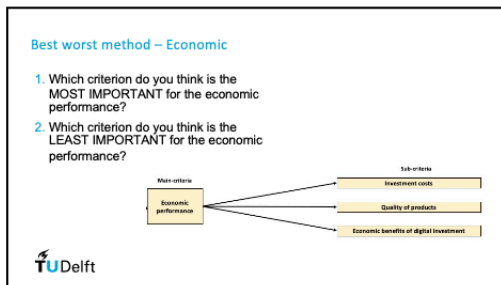 Best worst method – Economic
1. Which criterion do you think is the
MOST IMPORTANT for the economic
performance?
2. Which criterion do you think is the
LEAST IMPORTANT for the economic
performance?
Main-criteria
Sub-criteria
Economic
performance
Investment costs
Quality of products
Economic benefits of digital investment
TUDelft